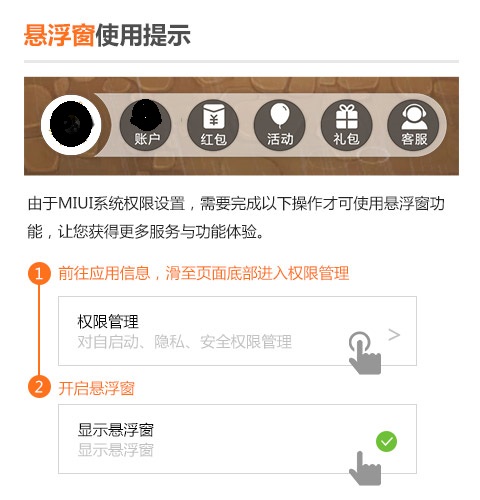 悬浮窗使用提示
账户 红包 活动 礼包 客服
由于MIUI系统权限设置，需要完成以下操作才可使用悬浮窗功
能，让您获得更多服务与功能体验。
1 前往应用信息，滑至页面底部进入权限管理
权限管理
对自启动、隐私、安全权限管理
2 开启悬浮窗
显示悬浮窗
显示悬浮窗